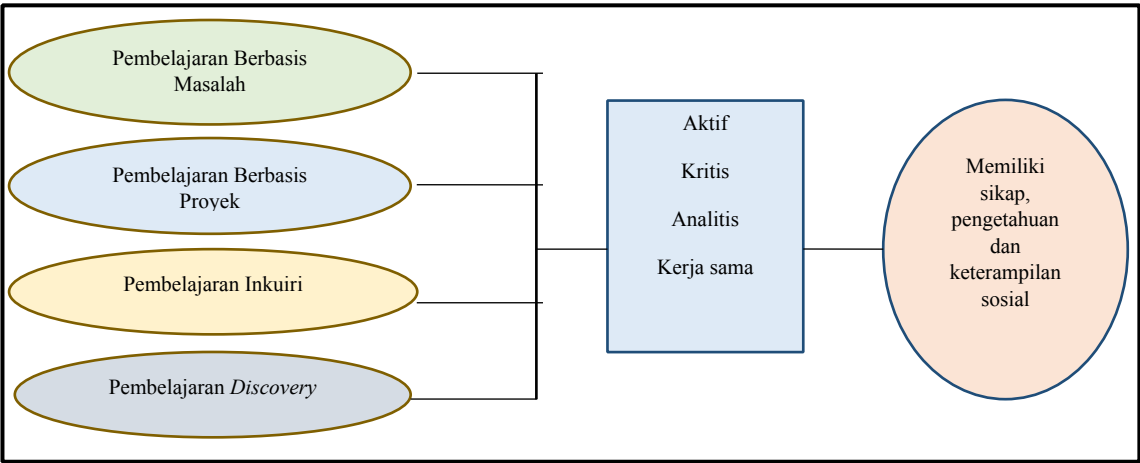 Pembelajaran Berbasis
Masalah
Pembelajaran Berbasis
Proyek
Pembelajaran Inkuiri
Pembelajaran Discovery
Aktif
Kritis
Analitis
Kerja sama
Memiliki
sikap,
pengetahuan
dan
keterampilan
sosial